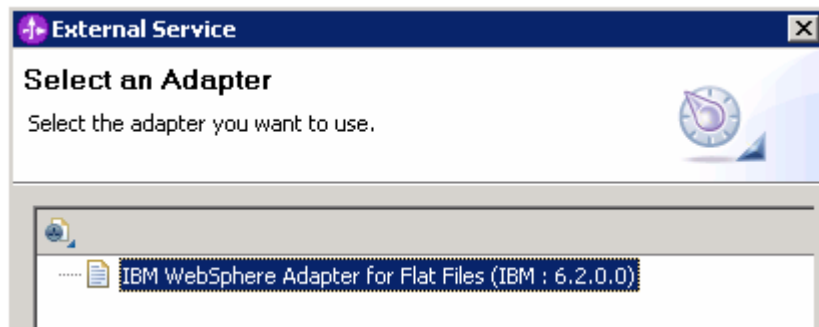 External Service
Select an Adapter
Select the adapter you want to use.
IBM WebSphere Adapter for Flat Files (IBM : 6.2.0.0)